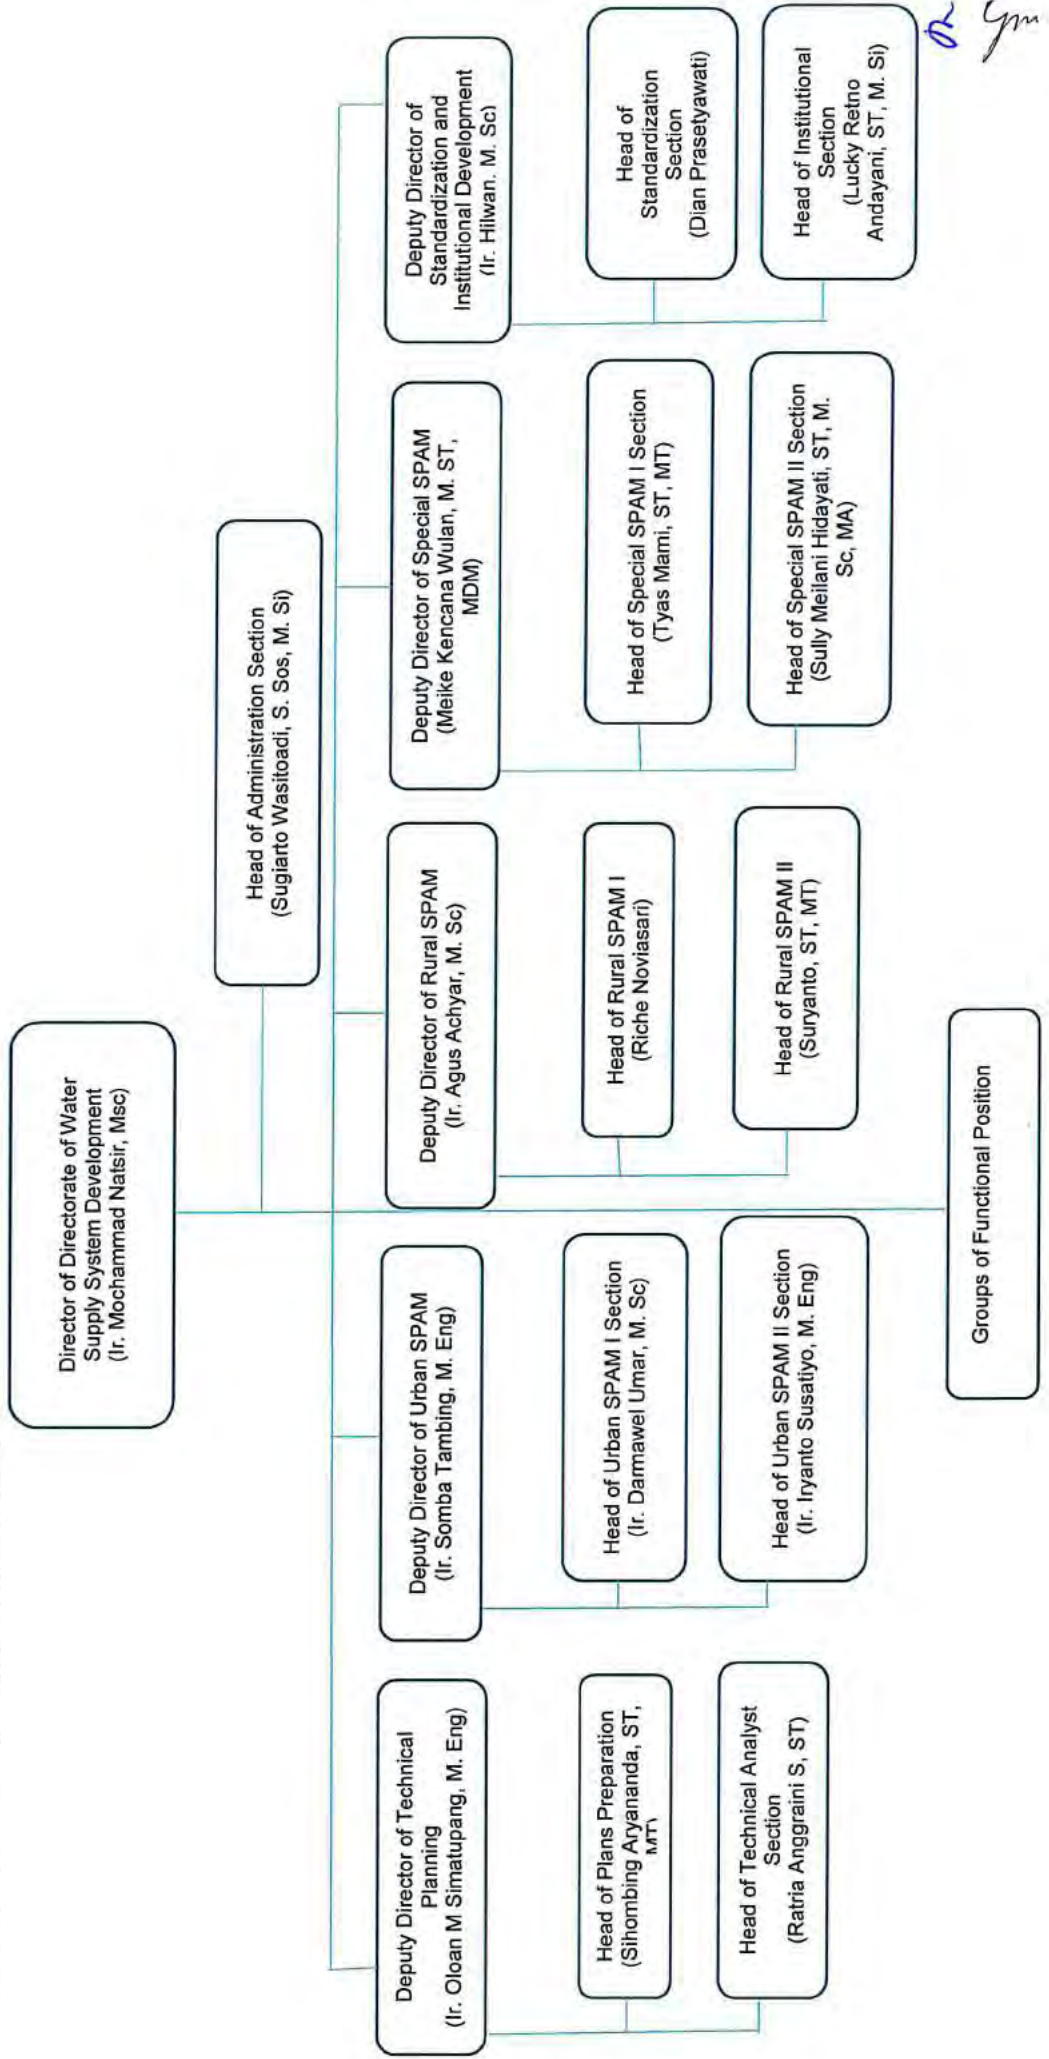 Director of Directorate of Water
Supply System Development
(Ir. Mochammad Natsir, Msc)
Head of Administration Section
(Sugiarto Wasitoadi, S. Sos, M. Si)
Deputy Director of Technical
Planning
(Ir. Oloan M Simatupang, M. Eng)
Head of Plans Preparation
(Sihombing Aryananda, ST,
MT)
Head of Technical Analyst
Section
(Ratria Anggraini S, ST)
Deputy Director of Urban SPAM
(Ir. Somba Tambing, M. Eng)
Head of Urban SPAM I Section
(Ir. Darmawel Umar, M. Sc)
Head of Urban SPAM II Section
(Ir. Iryanto Susatiyo, M. Eng)
Deputy Director of Rural SPAM
(Ir. Agus Achyar, M. Sc)
Head of Rural SPAM I
(Riche Noviasari)
Head of Rural SPAM II
(Suryanto, ST, MT)
Deputy Director of Special SPAM
(Meike Kencana Wulan, M. ST,
MDM)
Head of Special SPAM I Section
(Tyas Mami, ST, MT)
Head of Special SPAM II Section
(Sully Meilani Hidayati, ST, M.
Sc, MA)
Deputy Director of
Standardization and
Institutional Development
(Ir. Hilwan. M. Sc)
Head of
Standardization
Section
(Dian Prasetyawati)
Head of Institutional
Section
(Lucky Retno
Andayani, ST, M. Si)
Groups of Functional Position